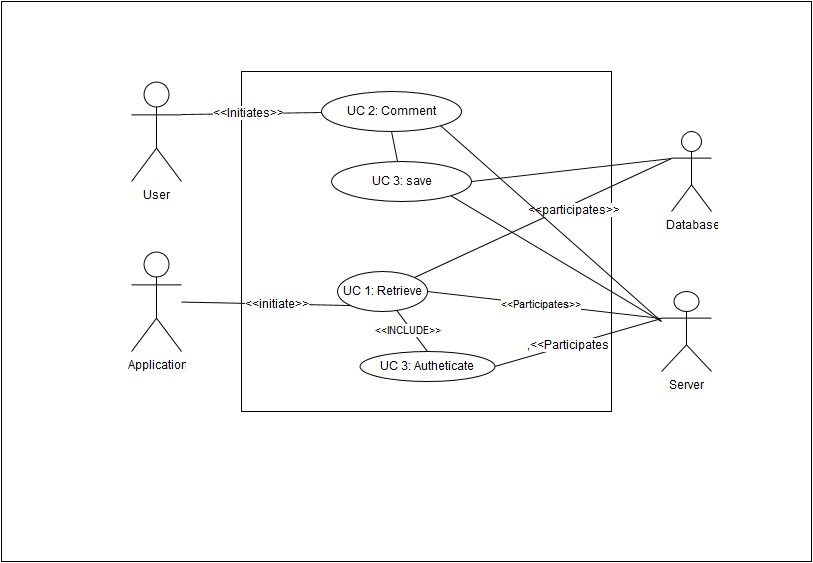 UC 2: Comment
<<Initiates>>
UC 3: save
User
<<participates>>
Database
UC 1: Retrieve
<<initiate>>
<<Participates>>
<<INCLUDE>>
,<<Participates
Application
UC 3: Autheticate
Server